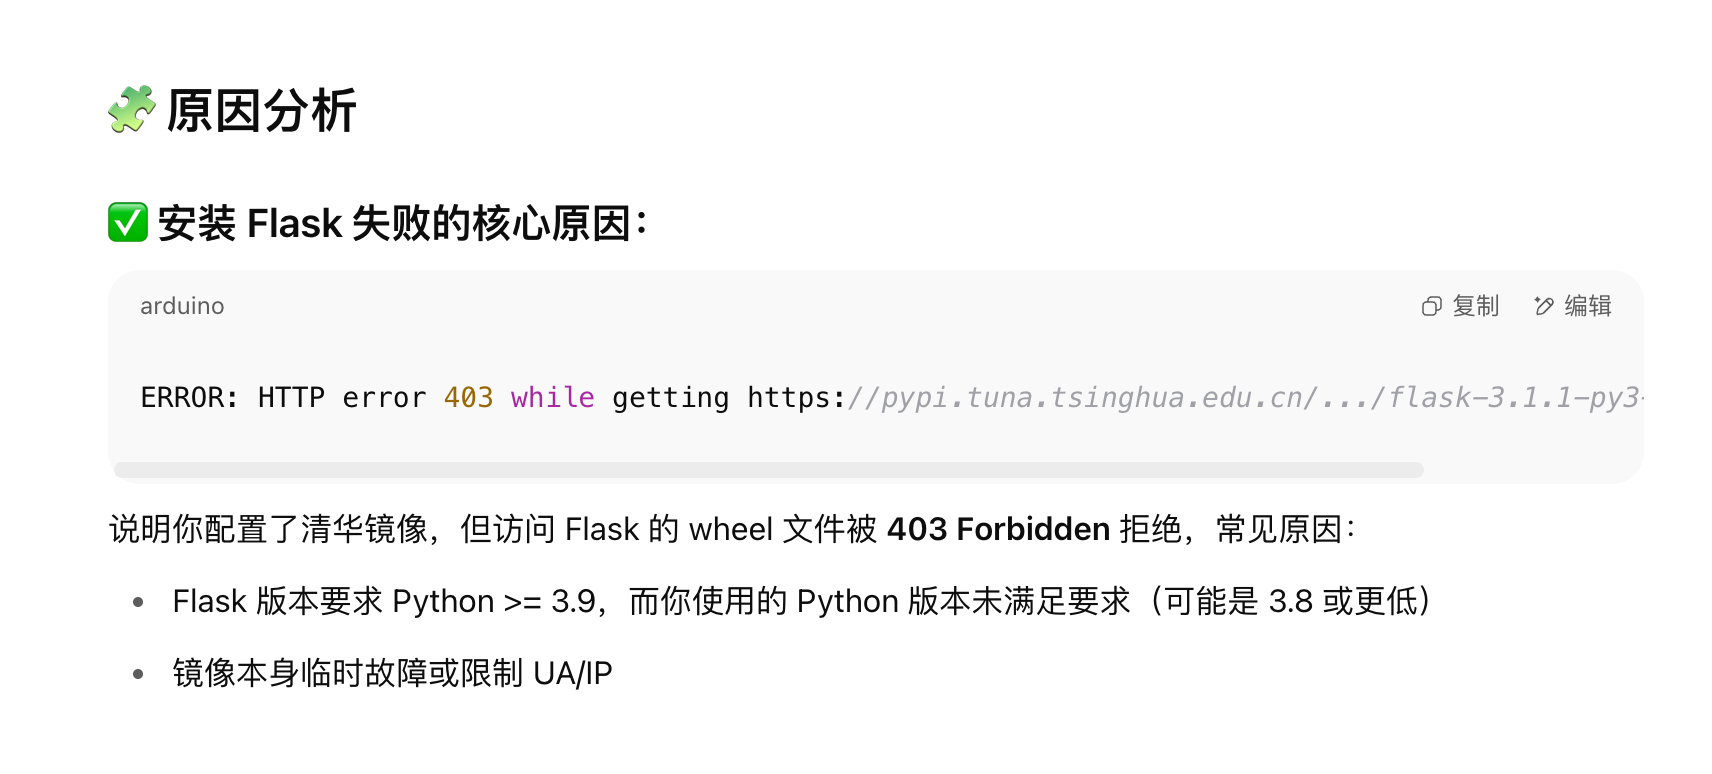 🧩 原因分析
✅ 安装 Flask 失败的核心原因：
arduino
复制 编辑
ERROR: HTTP error 403 while getting https://pypi.tuna.tsinghua.edu.cn/.../flask-3.1.1-py3-
说明你配置了清华镜像，但访问 Flask 的 wheel 文件被 403 Forbidden 拒绝，常见原因：
• Flask 版本要求 Python >= 3.9，而你使用的 Python 版本未满足要求（可能是 3.8 或更低）
• 镜像本身临时故障或限制 UA/IP